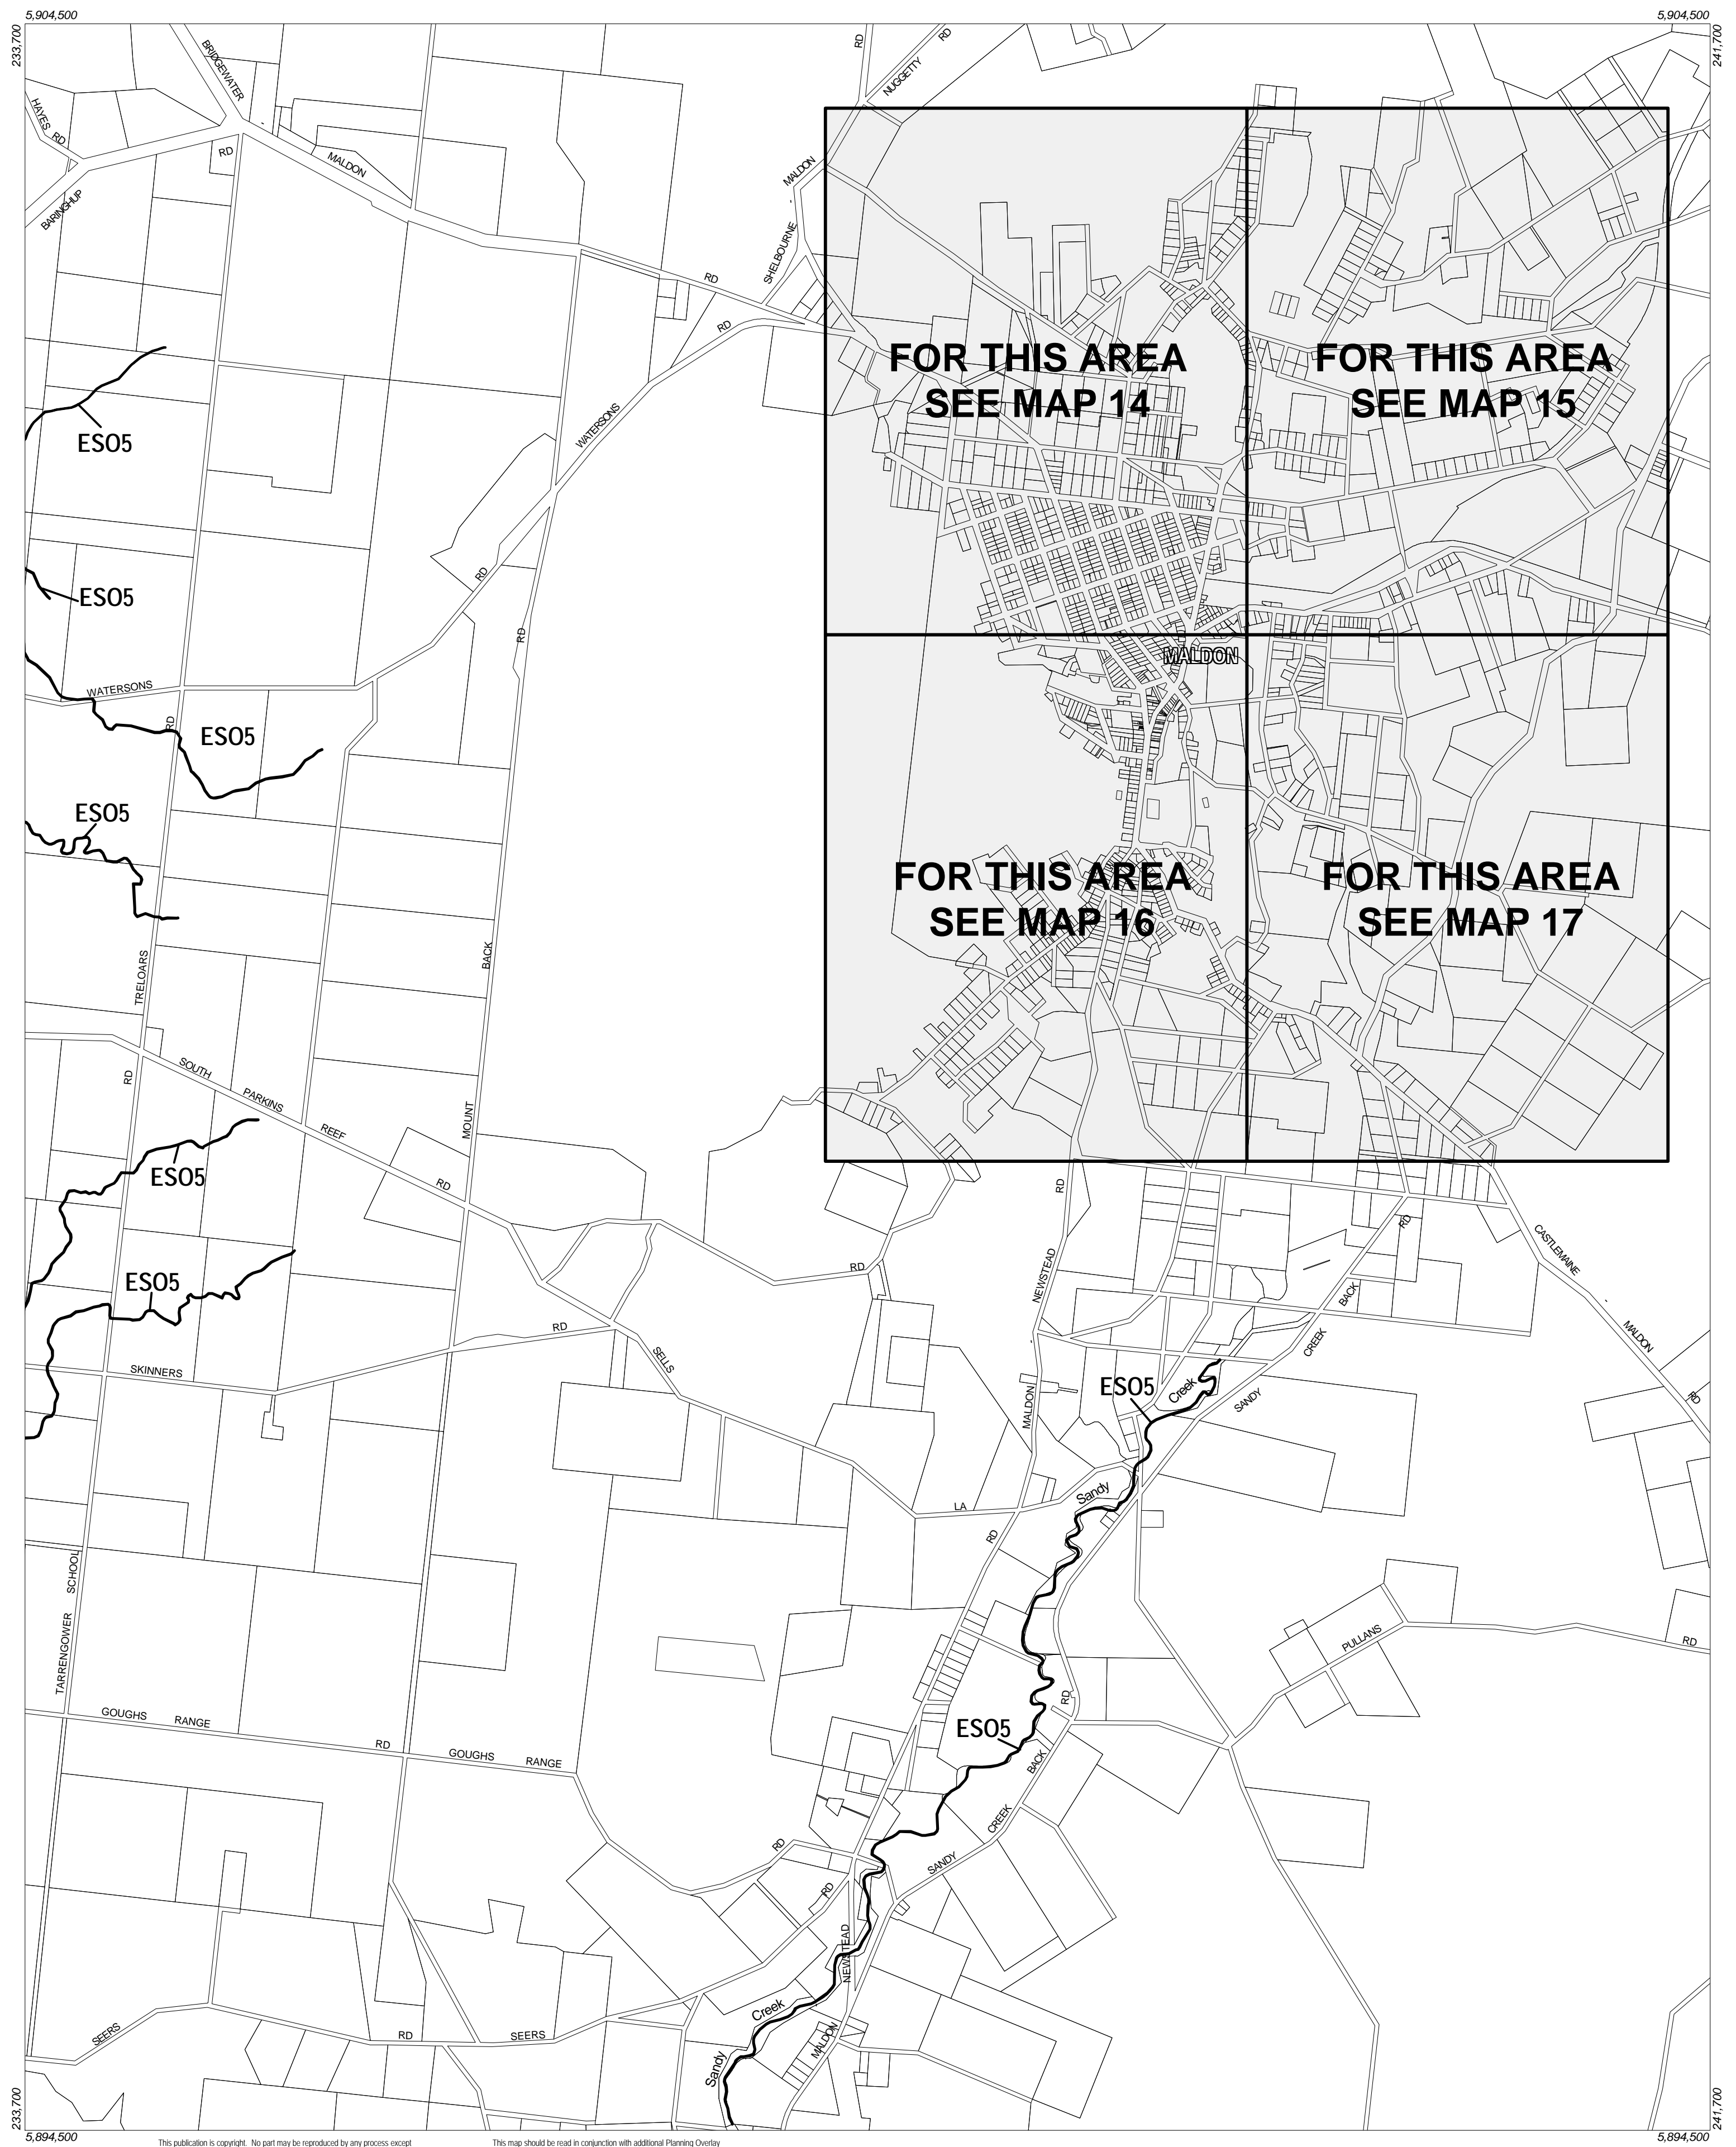 5,904,500
5,904,500
233,700
241,700
BRIDGEWATER
-
MALDON
RD
HAYES
RD
RD
BARINGHUP
RD
NUGGETTY
RD
MALDON
-
SHELBOURNE
RD
RD
WATERSONS
RD
FOR THIS AREA
SEE MAP 14
FOR THIS AREA
SEE MAP 15
ESO5
ESO5
RD
MALDON
WATERSONS
RD
ESO5
ESO5
FOR THIS AREA
SEE MAP 16
FOR THIS AREA
SEE MAP 17
TRELOARS
RD
BACK
MOUNT
SOUTH
PARKINS
REEF
RD
ESO5
RD
NEWSTEAD
-
MALDON
RD
RD
BACK
CREEK
SANDY
CASTLEMAINE
-
MALDON
RD
ESO5
RD
SKINNERS
SELLS
ESO5
Creek
Sandy
LA
RD
SCHOOL
TARRENGOWER
PULLANS
RD
GOUGHS
RANGE
RD
GOUGHS
RANGE
ESO5
RD
BACK
CREEK
SANDY
RD
RD
NEWSTEAD
Creek
MALDON
Sandy
SEERS
RD
SEERS
233,700
241,700
5,894,500
5,894,500
This publication is copyright. No part may be reproduced by any process except
This map should be read in conjunction with additional Planning Overlay